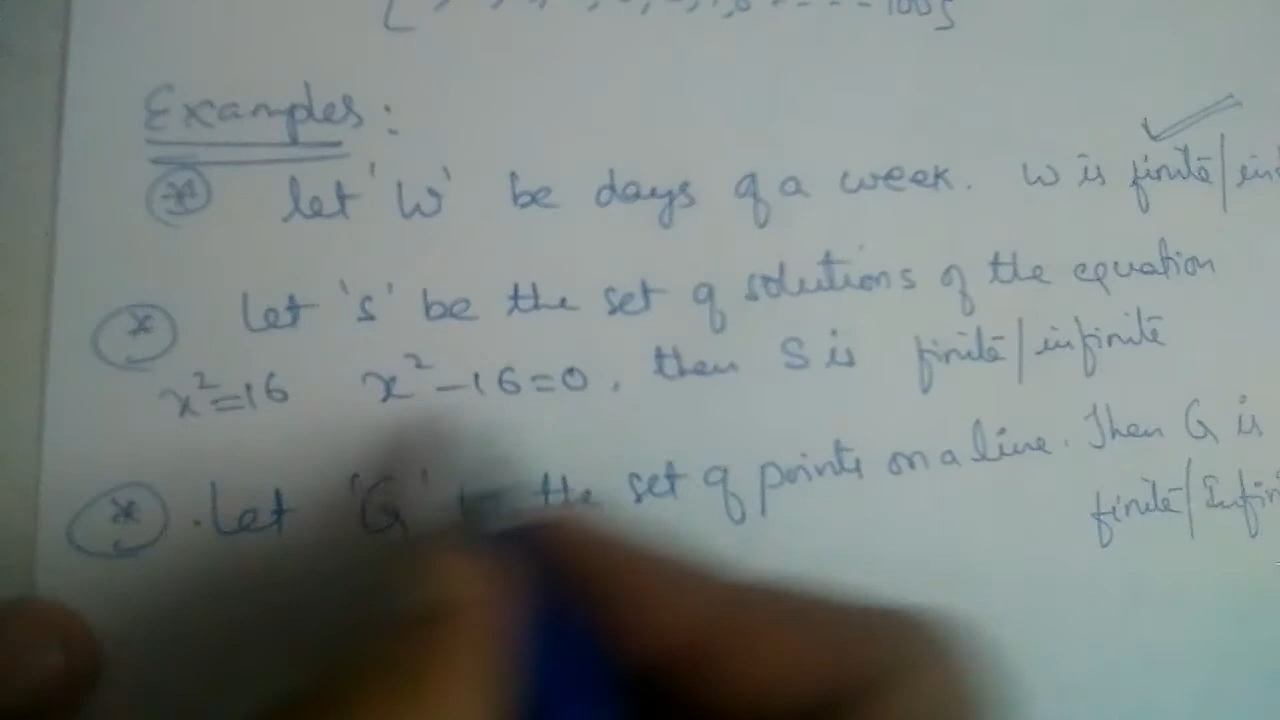 100}
Examples:
* let 'W' be days of a week. W is finite/
* Let 'S' be the set of solutions of the equation
x²=16 x²-16=0, then S is finite/infinite
* Let 'G' the set of points on a line. Then G is
finite/Infin